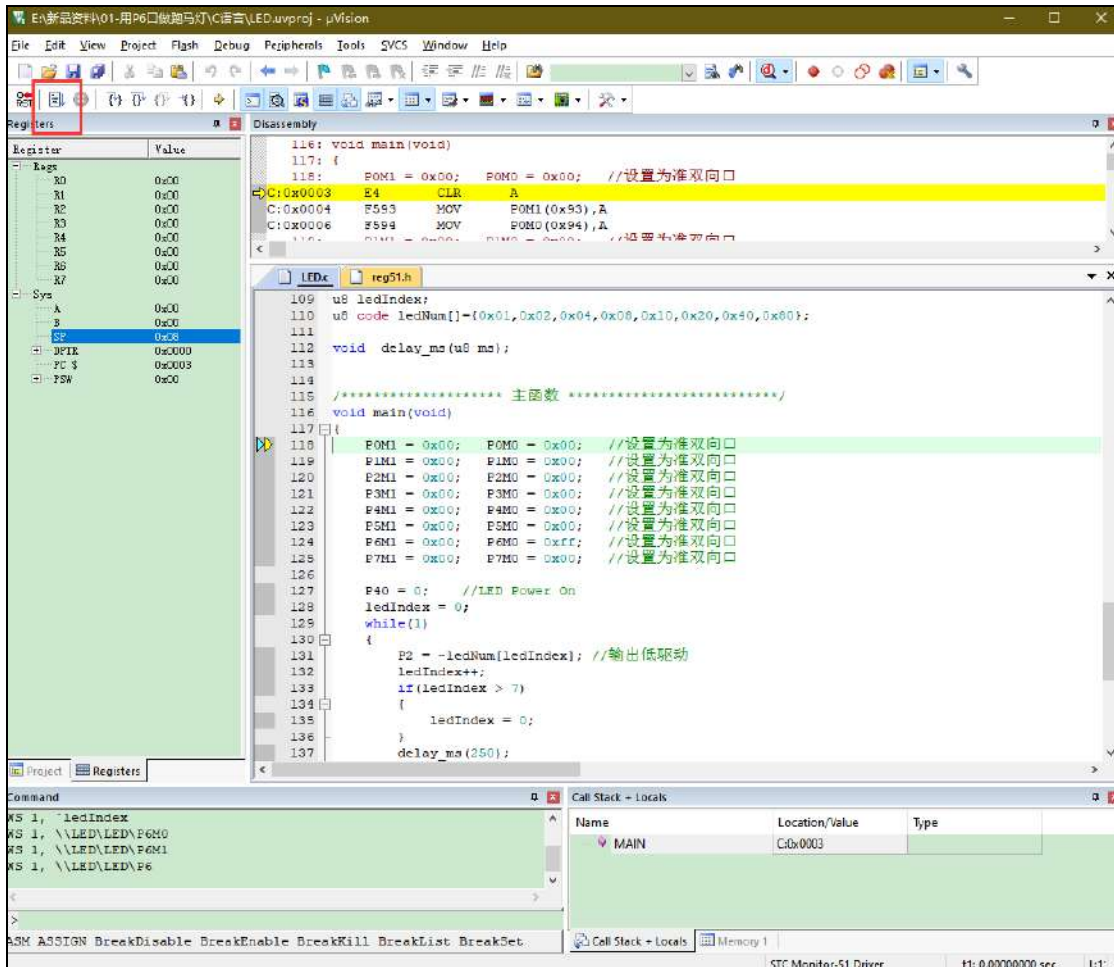 E:\新品资料\01-用P6口做跑马灯\C语言\LED.uvproj - µVision
File Edit View Project Flash Debug Peripherals Tools SVCS Window Help
Registers
Register Value
Regs
R0 0x00
R1 0x00
R2 0x00
R3 0x00
R4 0x00
R5 0x00
R6 0x00
R7 0x00
Sys
A 0x00
B 0x00
SP 0x08
DPTR 0x0000
PC $ 0x0003
PSW 0x00
Project Registers
Disassembly
116: void main(void)
117: {
118: P0M1 = 0x00; P0M0 = 0x00; //设置为准双向口
C:0x0003 E4 CLR A
C:0x0004 F593 MOV P0M1(0x93),A
C:0x0006 F594 MOV P0M0(0x94),A
119: P1M1 = 0x00; P1M0 = 0x00; //设置为准双向口
LED.c reg51.h
109 u8 ledIndex;
110 u8 code ledNum[]={0x01,0x02,0x04,0x08,0x10,0x20,0x40,0x80};
111
112 void delay_ms(u8 ms);
113
114
115 /******************** 主函数 **************************/
116 void main(void)
117 {
118 P0M1 = 0x00; P0M0 = 0x00; //设置为准双向口
119 P1M1 = 0x00; P1M0 = 0x00; //设置为准双向口
120 P2M1 = 0x00; P2M0 = 0x00; //设置为准双向口
121 P3M1 = 0x00; P3M0 = 0x00; //设置为准双向口
122 P4M1 = 0x00; P4M0 = 0x00; //设置为准双向口
123 P5M1 = 0x00; P5M0 = 0x00; //设置为准双向口
124 P6M1 = 0x00; P6M0 = 0xff; //设置为准双向口
125 P7M1 = 0x00; P7M0 = 0x00; //设置为准双向口
126
127 P40 = 0; //LED Power On
128 ledIndex = 0;
129 while(1)
130 {
131 P2 = ~ledNum[ledIndex]; //输出低驱动
132 ledIndex++;
133 if(ledIndex > 7)
134 {
135 ledIndex = 0;
136 }
137 delay_ms(250);
Command
WS 1, `ledIndex
WS 1, \\LED\LED\P6M0
WS 1, \\LED\LED\P6M1
WS 1, \\LED\LED\P6
>
ASM ASSIGN BreakDisable BreakEnable BreakKill BreakList BreakSet
Call Stack + Locals
Name Location/Value Type
MAIN C:0x0003
Call Stack + Locals Memory 1
STC Monitor-51 Driver t1: 0.00000000 sec